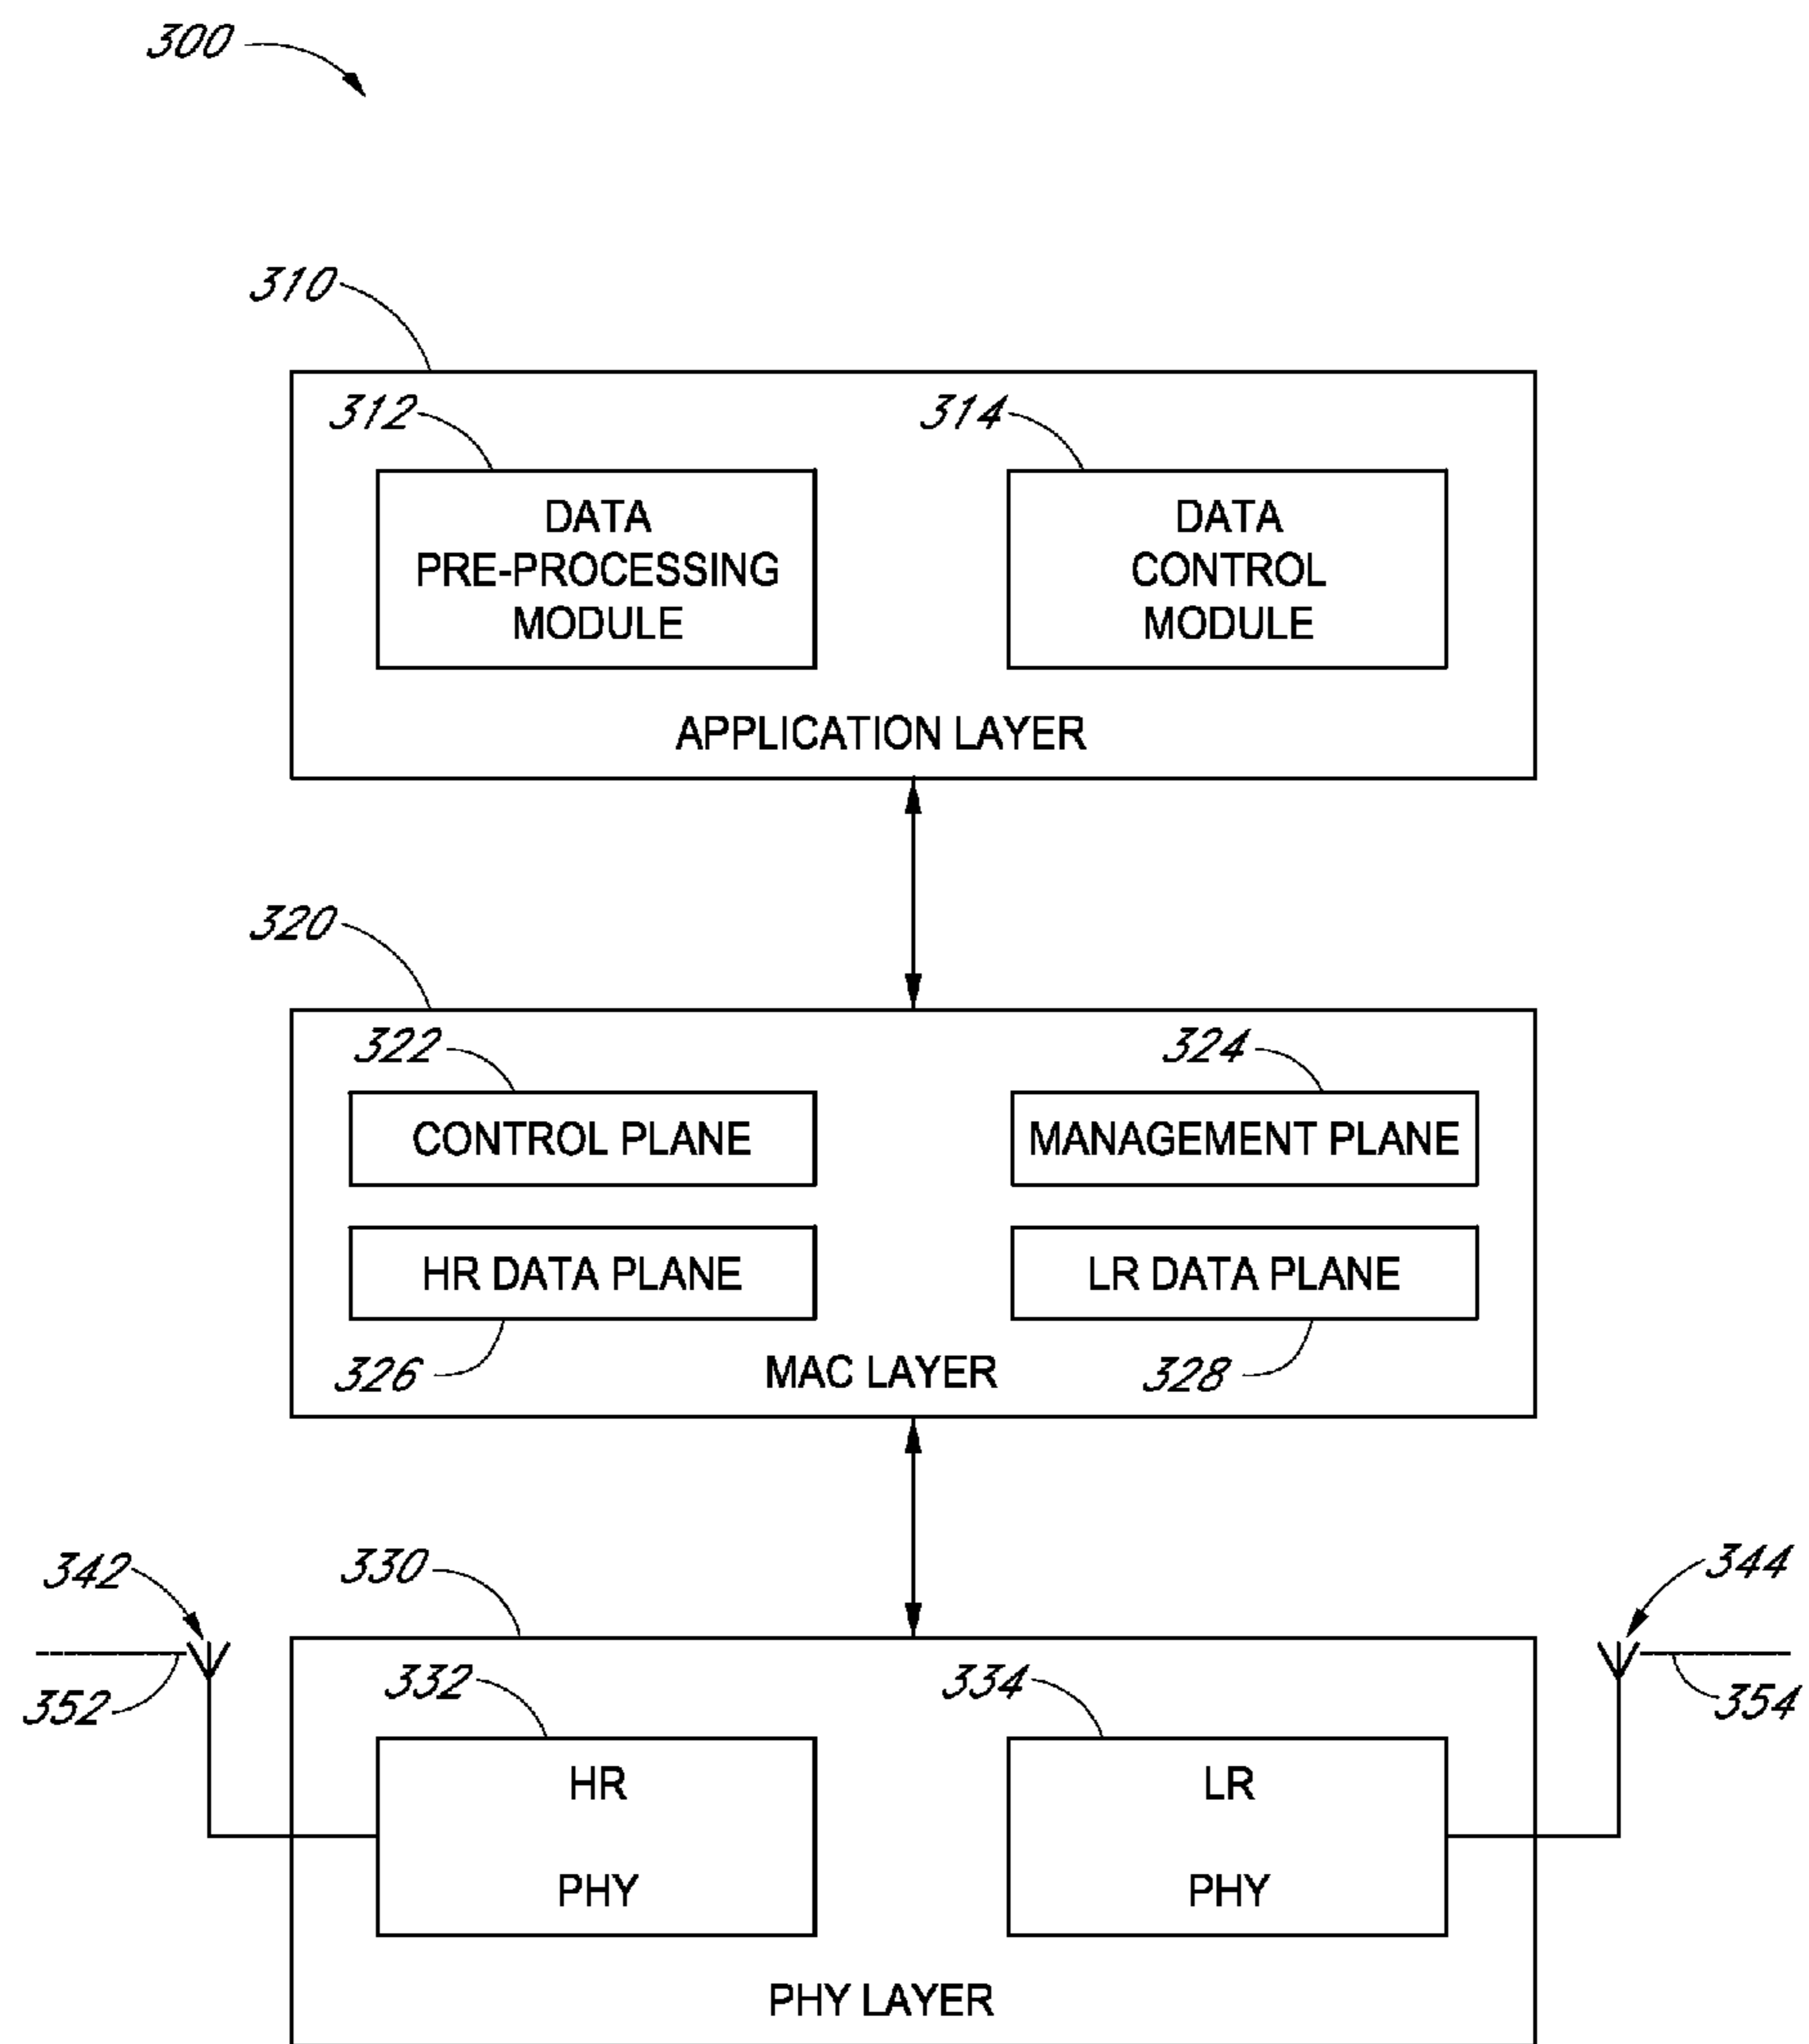 300
310
312
314
DATA
PRE-PROCESSING
MODULE
DATA
CONTROL
MODULE
APPLICATION LAYER
320
322
324
CONTROL PLANE
MANAGEMENT PLANE
HR DATA PLANE
LR DATA PLANE
326
MAC LAYER
328
342
330
344
332
334
352
354
HR
PHY
LR
PHY
PHY LAYER